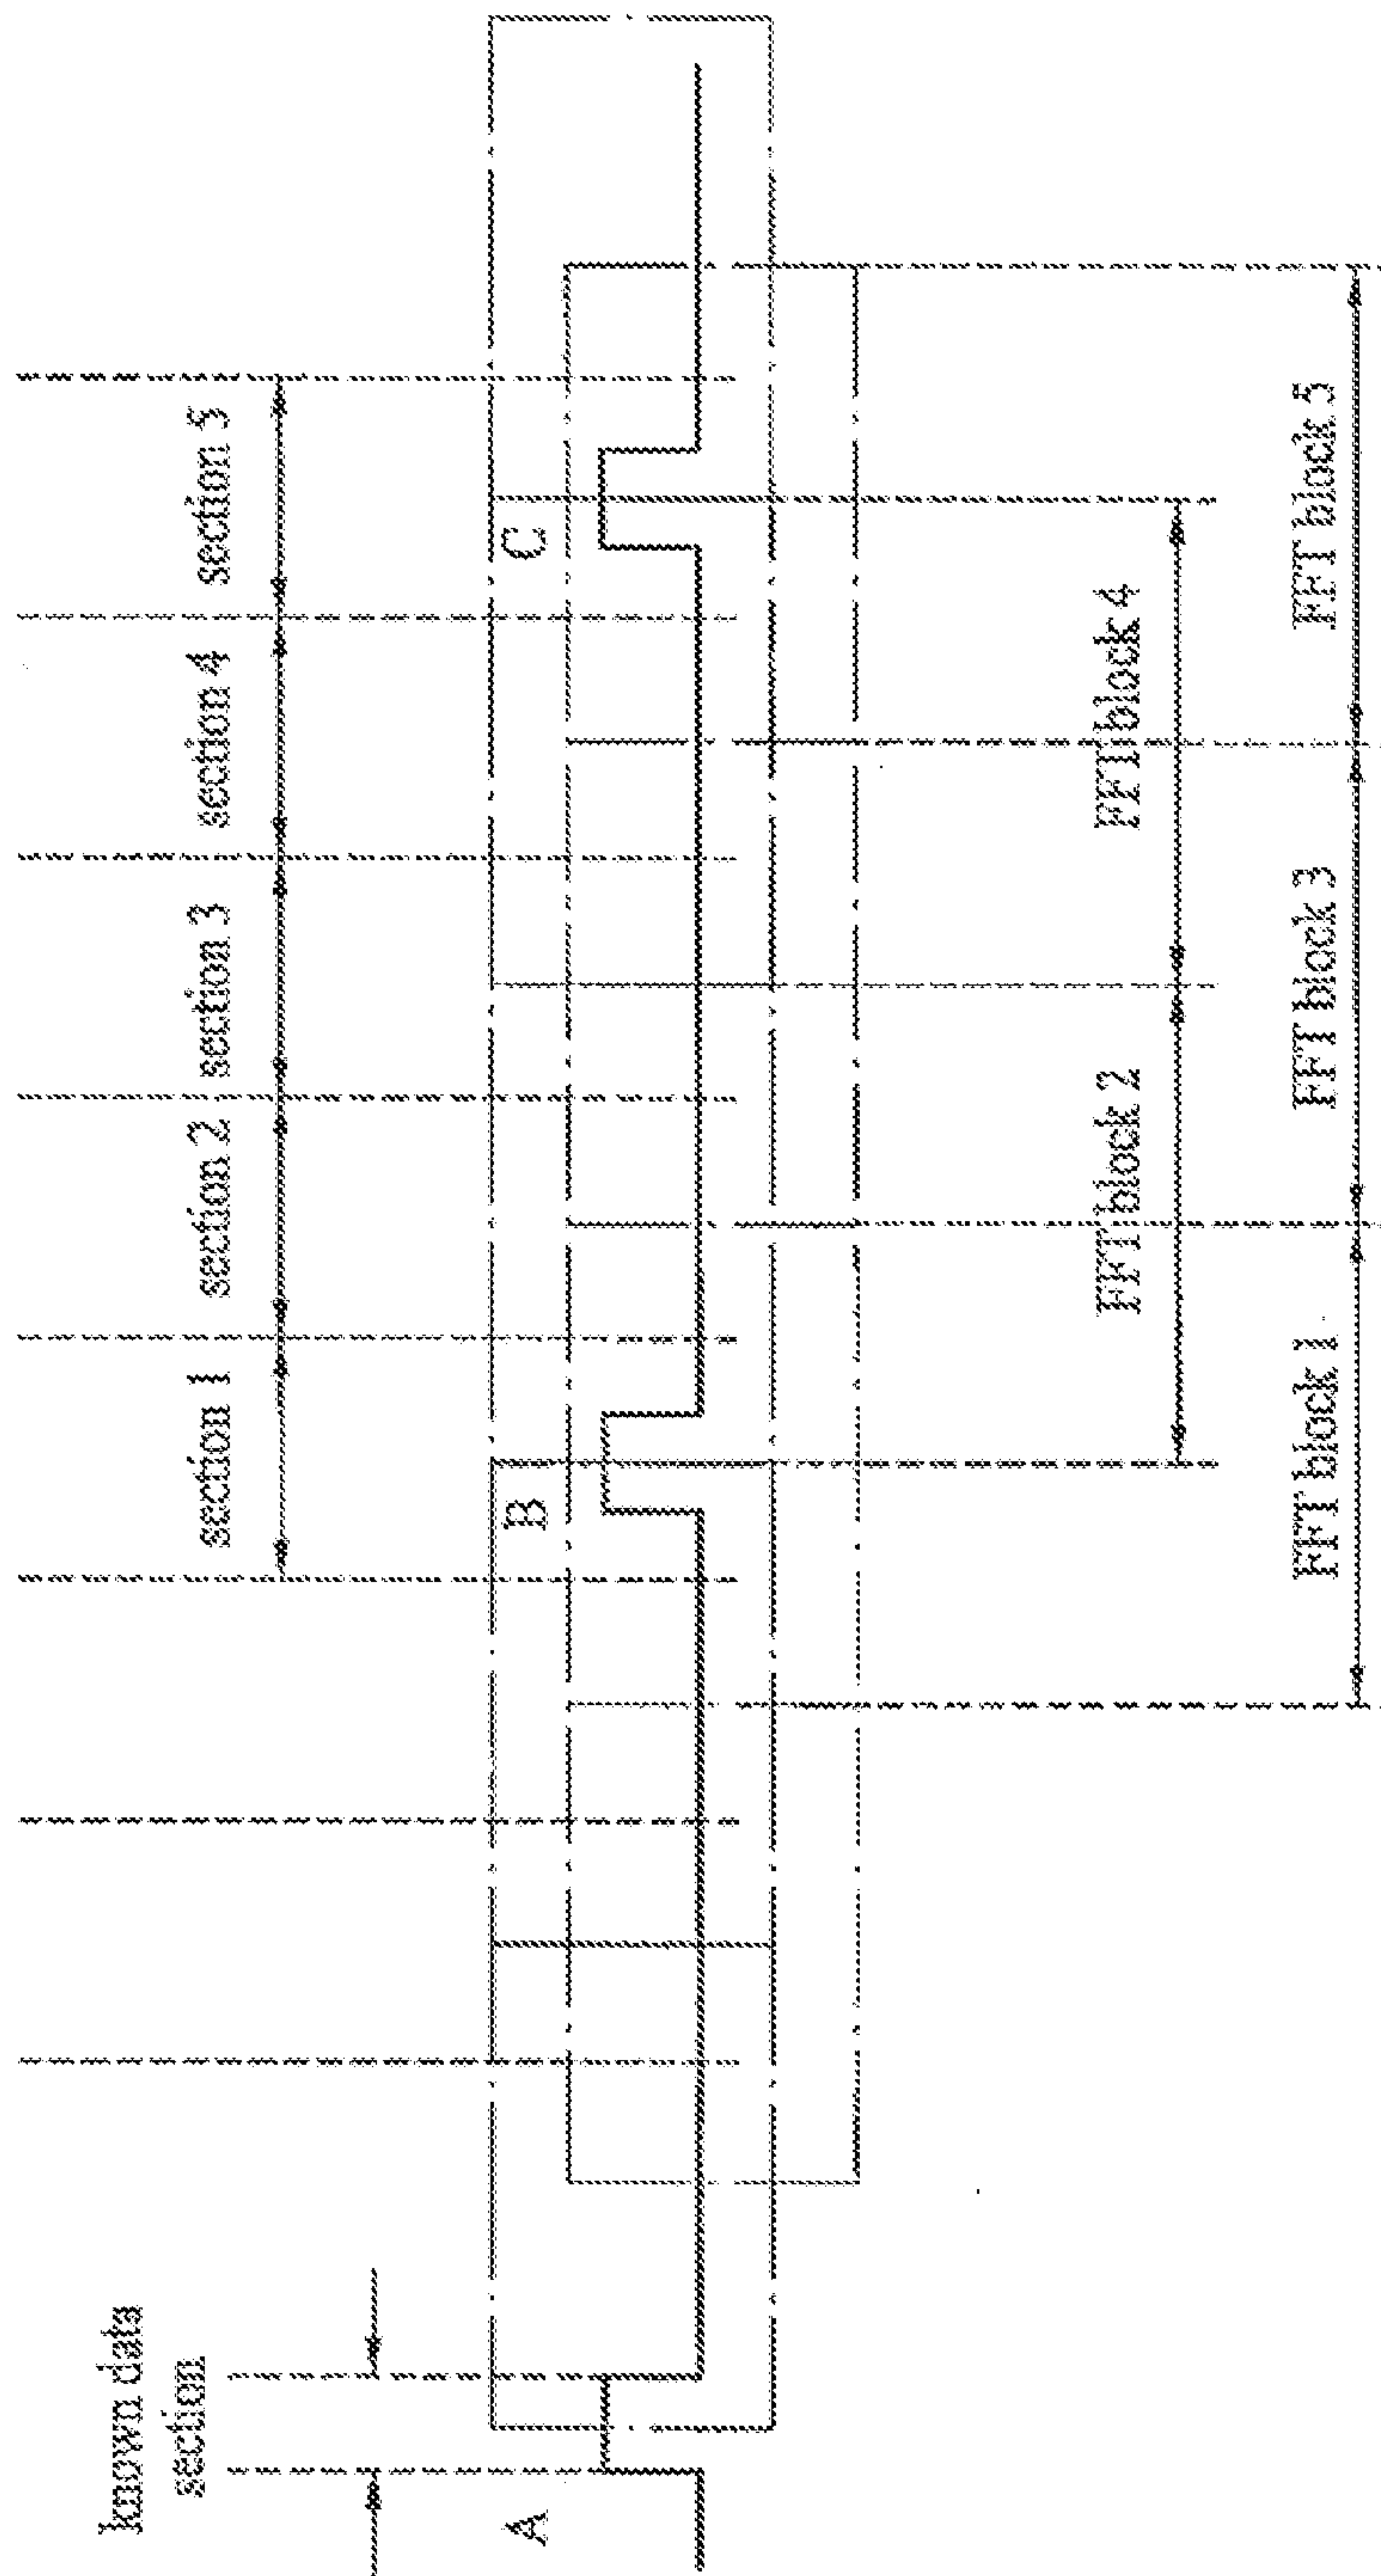 known data
section
section 1
section 2
section 3
section 4
section 5
A
B
C
FFT block 2
FFT block 4
FFT block 1
FFT block 3
FFT block 5